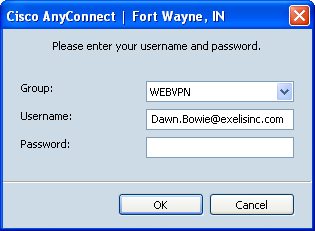 Cisco AnyConnect | Fort Wayne, IN
Please enter your username and password.
Group: WEBVPN
Username: Dawn.Bowie@exelisinc.com
Password:
OK Cancel